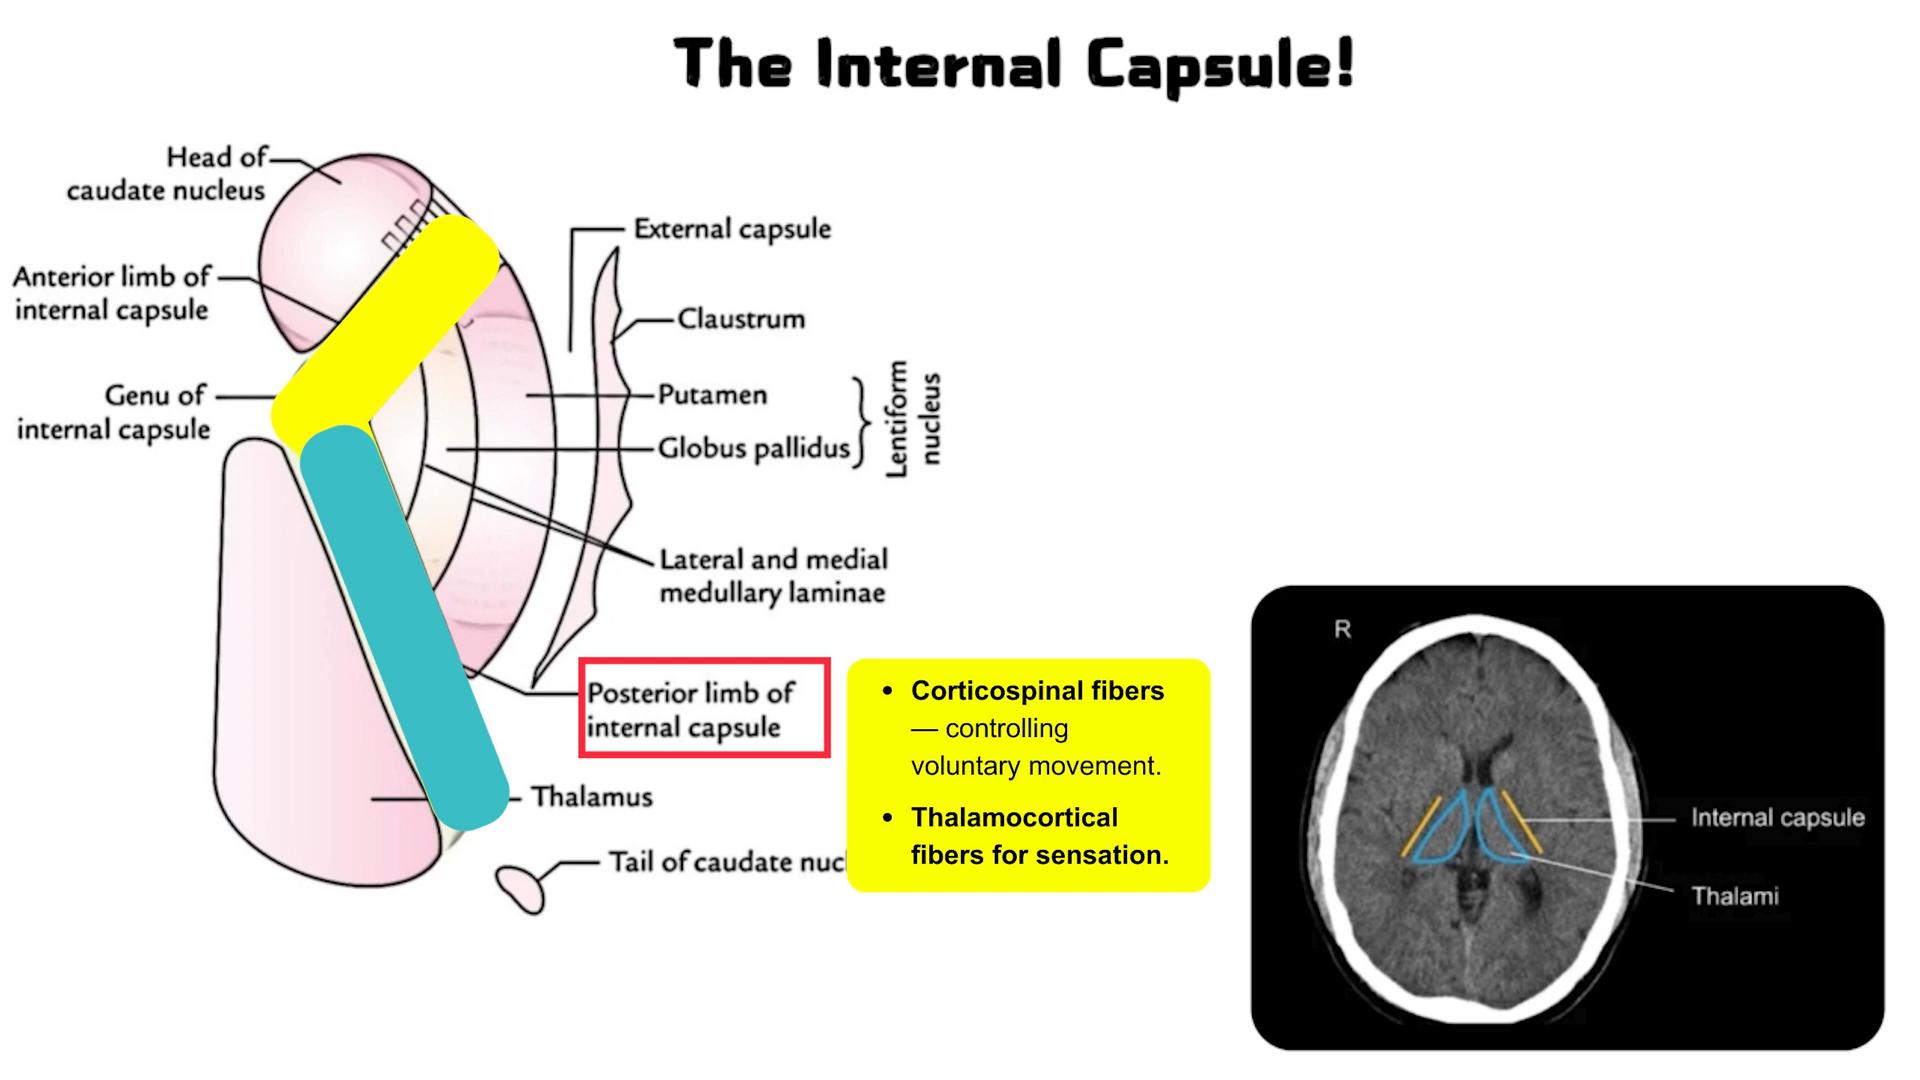 The Internal Capsule!
Head of
caudate nucleus
Anterior limb of
internal capsule
Genu of
internal capsule
External capsule
Claustrum
Putamen
Globus pallidus
Lentiform
nucleus
Lateral and medial
medullary laminae
Posterior limb of
internal capsule
Thalamus
Tail of caudate nuc
• Corticospinal fibers
— controlling
voluntary movement.
• Thalamocortical
fibers for sensation.
R
Internal capsule
Thalami